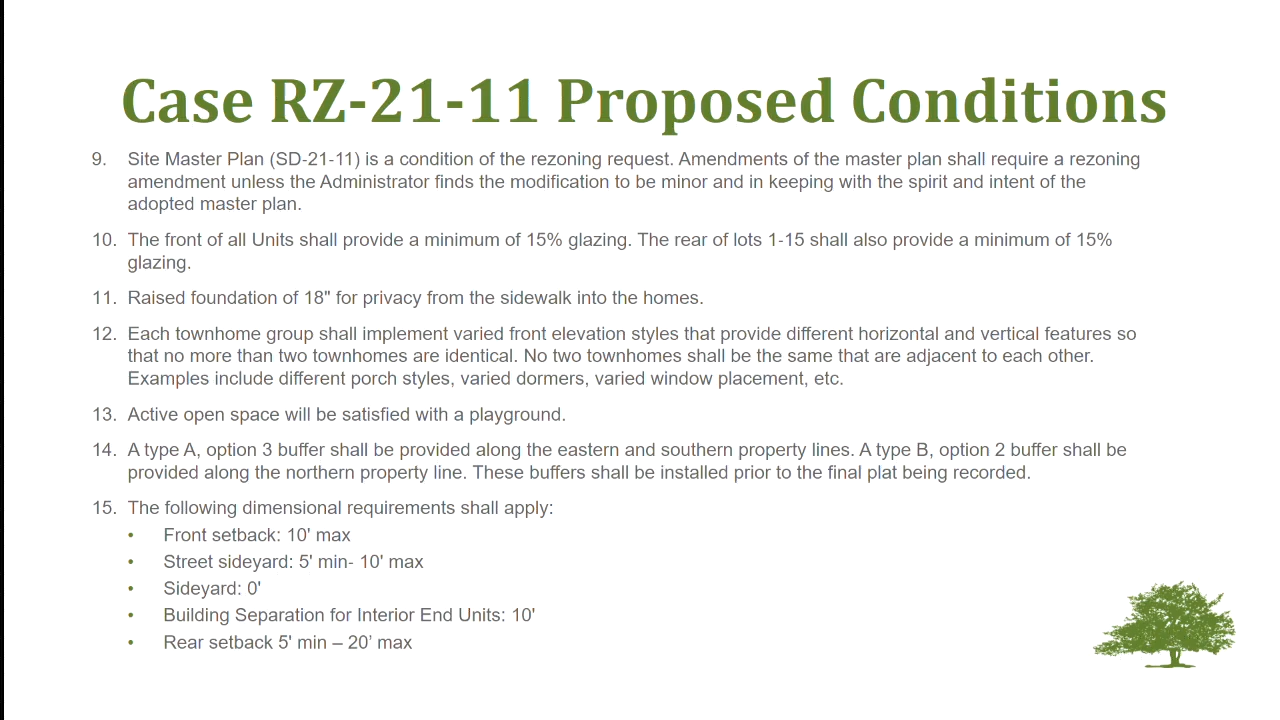 Case RZ-21-11 Proposed Conditions
9. Site Master Plan (SD-21-11) is a condition of the rezoning request. Amendments of the master plan shall require a rezoning
amendment unless the Administrator finds the modification to be minor and in keeping with the spirit and intent of the
adopted master plan.
10. The front of all Units shall provide a minimum of 15% glazing. The rear of lots 1-15 shall also provide a minimum of 15%
glazing.
11. Raised foundation of 18" for privacy from the sidewalk into the homes.
12. Each townhome group shall implement varied front elevation styles that provide different horizontal and vertical features so
that no more than two townhomes are identical. No two townhomes shall be the same that are adjacent to each other.
Examples include different porch styles, varied dormers, varied window placement, etc.
13. Active open space will be satisfied with a playground.
14. A type A, option 3 buffer shall be provided along the eastern and southern property lines. A type B, option 2 buffer shall be
provided along the northern property line. These buffers shall be installed prior to the final plat being recorded.
15. The following dimensional requirements shall apply:
• Front setback: 10' max
• Street sideyard: 5' min- 10' max
• Sideyard: 0'
• Building Separation for Interior End Units: 10'
• Rear setback 5' min – 20’ max